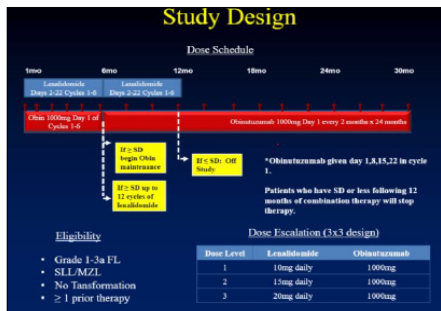 Study Design
Dose Schedule
1mo 6mo 12mo 18mo 24mo 30mo
Lenalidomide Lenalidomide
Days 2-22 Cycles 1-6 Days 2-22 Cycles 1-6
Obin 1000mg Day 1 of
Cycles 1-6
Obinutuzumab 1000mg Day 1 every 2 months x 24 months
If ≥ SD
begin Obin
maintuance
If ≥ SD up to
12 cycles of
lenalidomide
If ≤ SD: Off
Study
*Obinutuzumab given day 1,8,15,22 in cycle
1.
Patients who have SD or less following 12
months of combination therapy will stop
therapy.
Eligibility
• Grade 1-3a FL
• SLL/MZL
• No Tansformation
• ≥ 1 prior therapy
Dose Escalation (3x3 design)
Dose Level Lenalidomide Obinutuzumab
1 10mg daily 1000mg
2 15mg daily 1000mg
3 20mg daily 1000mg